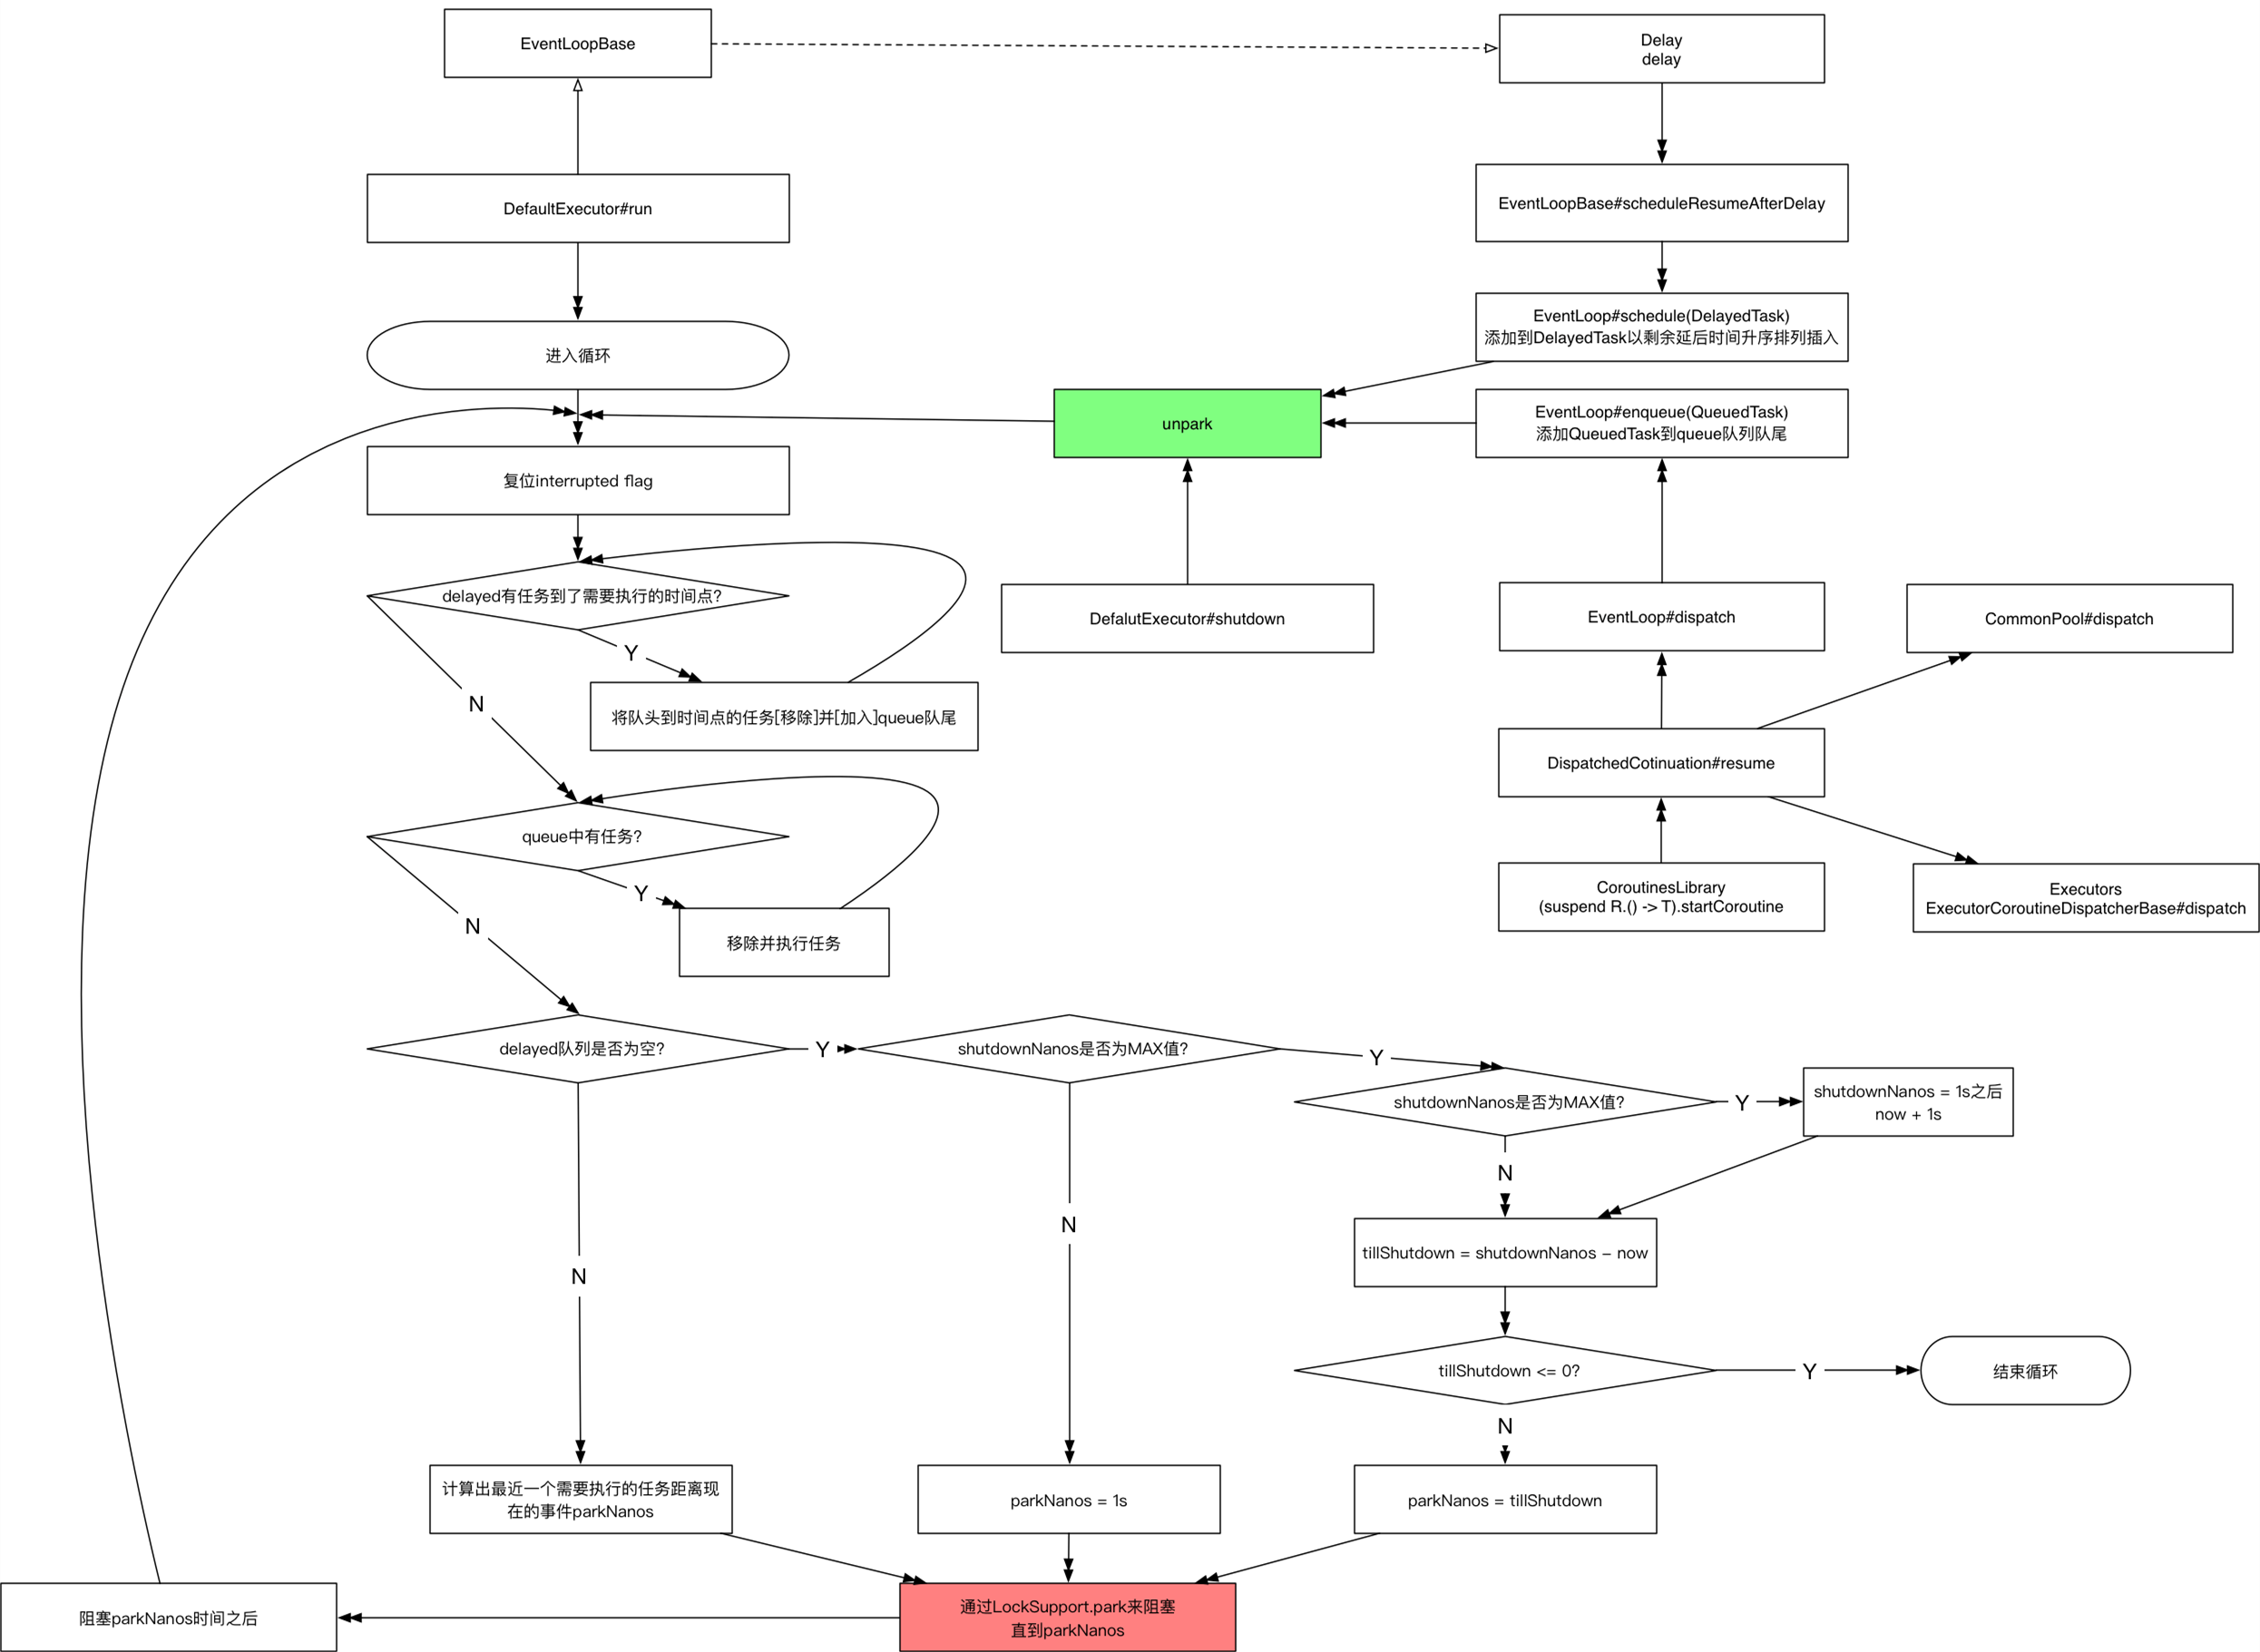 EventLoopBase
Delay
delay
DefaultExecutor#run
EventLoopBase#scheduleResumeAfterDelay
进入循环
EventLoop#schedule(DelayedTask)
添加到DelayedTask以剩余延后时间升序排列插入
unpark
EventLoop#enqueue(QueuedTask)
添加QueuedTask到queue队列队尾
复位interrupted flag
delayed有任务到了需要执行的时间点?
DefalutExecutor#shutdown
EventLoop#dispatch
CommonPool#dispatch
Y
N
将队头到时间点的任务[移除]并[加入]queue队尾
DispatchedCotinuation#resume
queue中有任务?
Y
N
移除并执行任务
CoroutinesLibrary
(suspend R.() -> T).startCoroutine
Executors
ExecutorCoroutineDispatcherBase#dispatch
delayed队列是否为空?
Y
shutdownNanos是否为MAX值?
Y
shutdownNanos是否为MAX值?
Y
shutdownNanos = 1s之后
now + 1s
N
N
N
tillShutdown = shutdownNanos – now
tillShutdown <= 0?
Y
结束循环
N
计算出最近一个需要执行的任务距离现
在的事件parkNanos
parkNanos = 1s
parkNanos = tillShutdown
阻塞parkNanos时间之后
通过LockSupport.park来阻塞
直到parkNanos